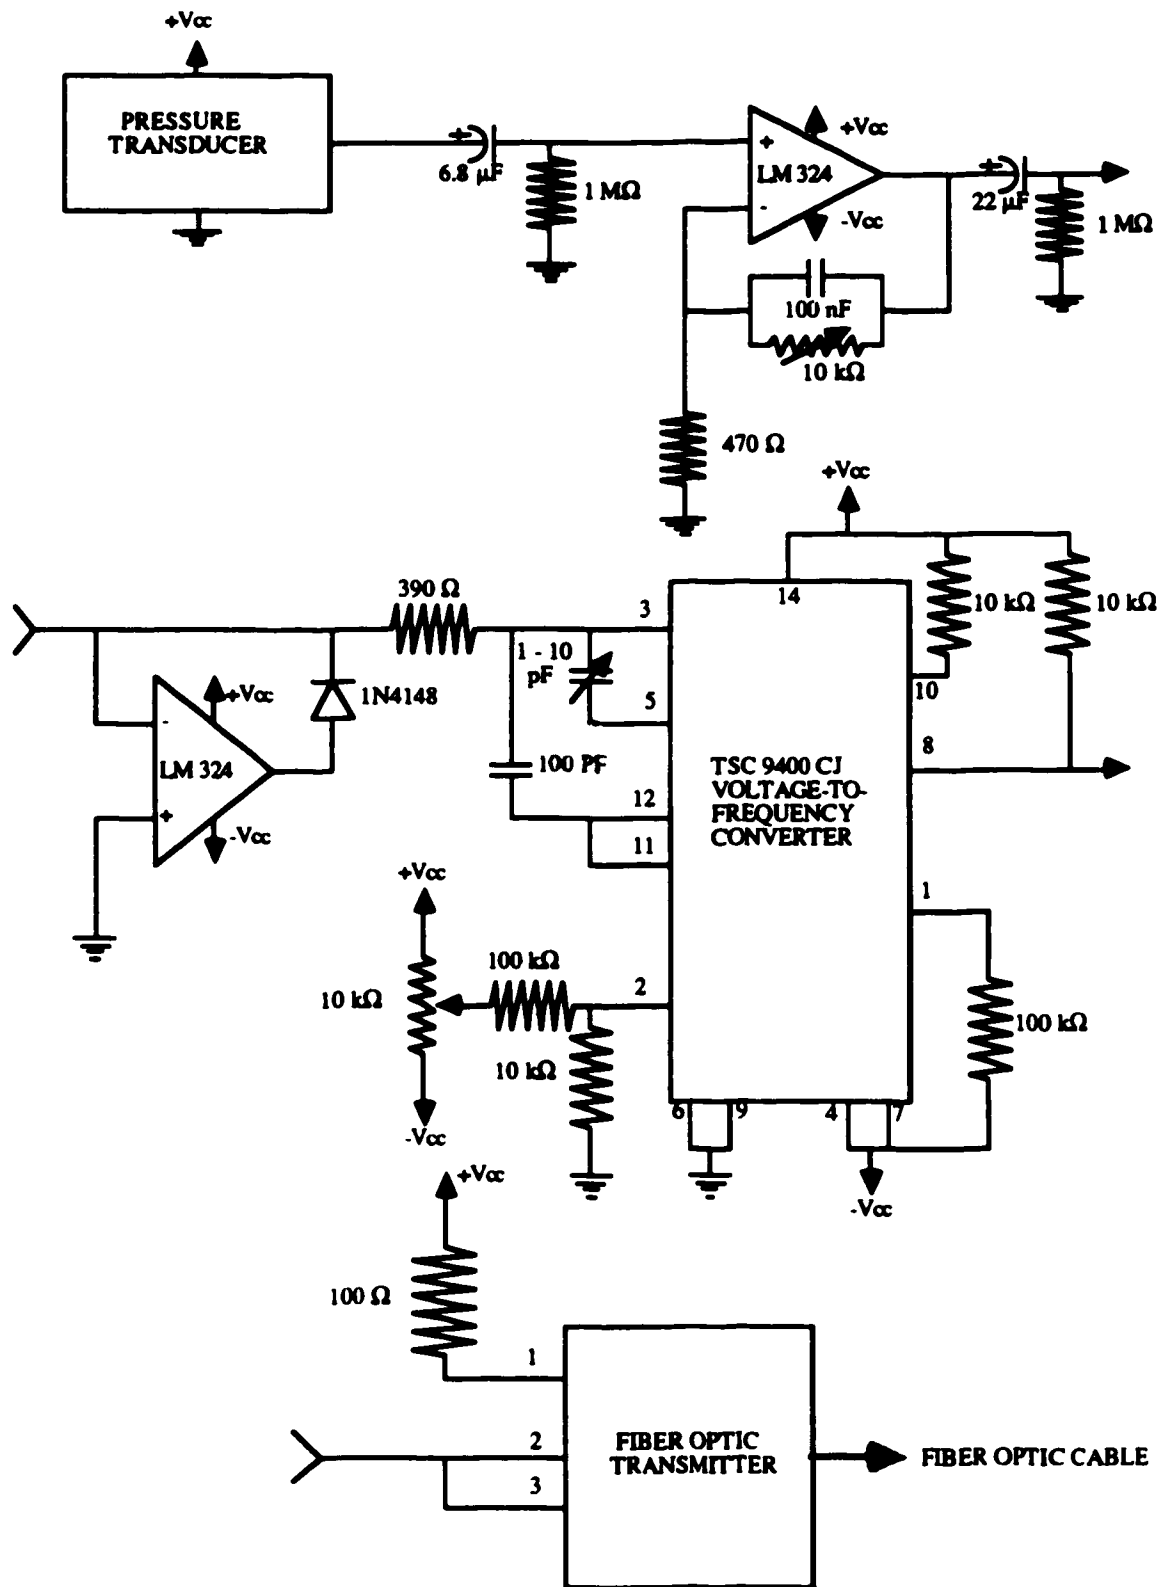 +Vcc
PRESSURE
TRANSDUCER
6.8 µF
1 MΩ
+
-
LM 324
+Vcc
-Vcc
22 µF
1 MΩ
100 nF
10 kΩ
470 Ω
+Vcc
390 Ω
3
14
10 kΩ
10 kΩ
1 - 10
pF
10
+Vcc
1N4148
5
8
-
LM 324
+
-Vcc
100 PF
12
11
TSC 9400 CJ
VOLTAGE-TO-
FREQUENCY
CONVERTER
+Vcc
1
100 kΩ
10 kΩ
2
100 kΩ
10 kΩ
-Vcc
6
9
4
7
-Vcc
+Vcc
100 Ω
1
2
3
FIBER OPTIC
TRANSMITTER
FIBER OPTIC CABLE